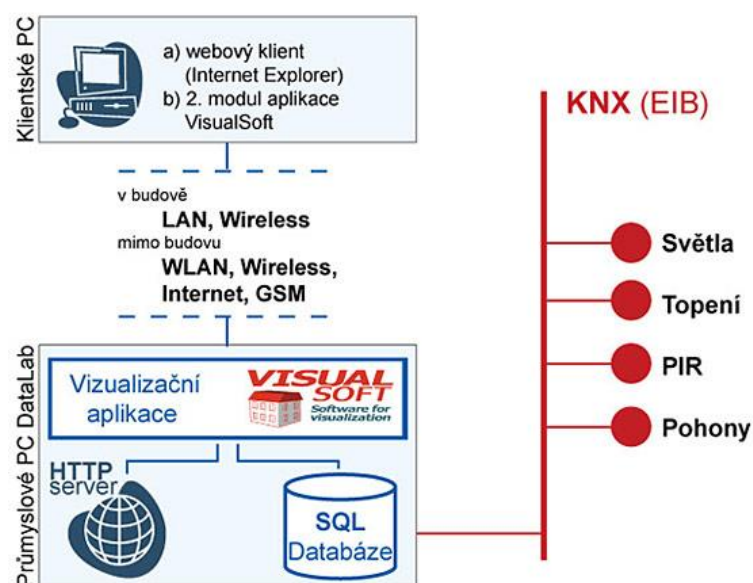 Klientské PC
a) webový klient
(Internet Explorer)
b) 2. modul aplikace
VisualSoft
v budově
LAN, Wireless
mimo budovu
WLAN, Wireless,
Internet, GSM
Průmyslové PC DataLab
Vizualizační
aplikace
VISUAL
SOFT
Software for
visualization
HTTP
server
SQL
Databáze
KNX (EIB)
Světla
Topení
PIR
Pohony